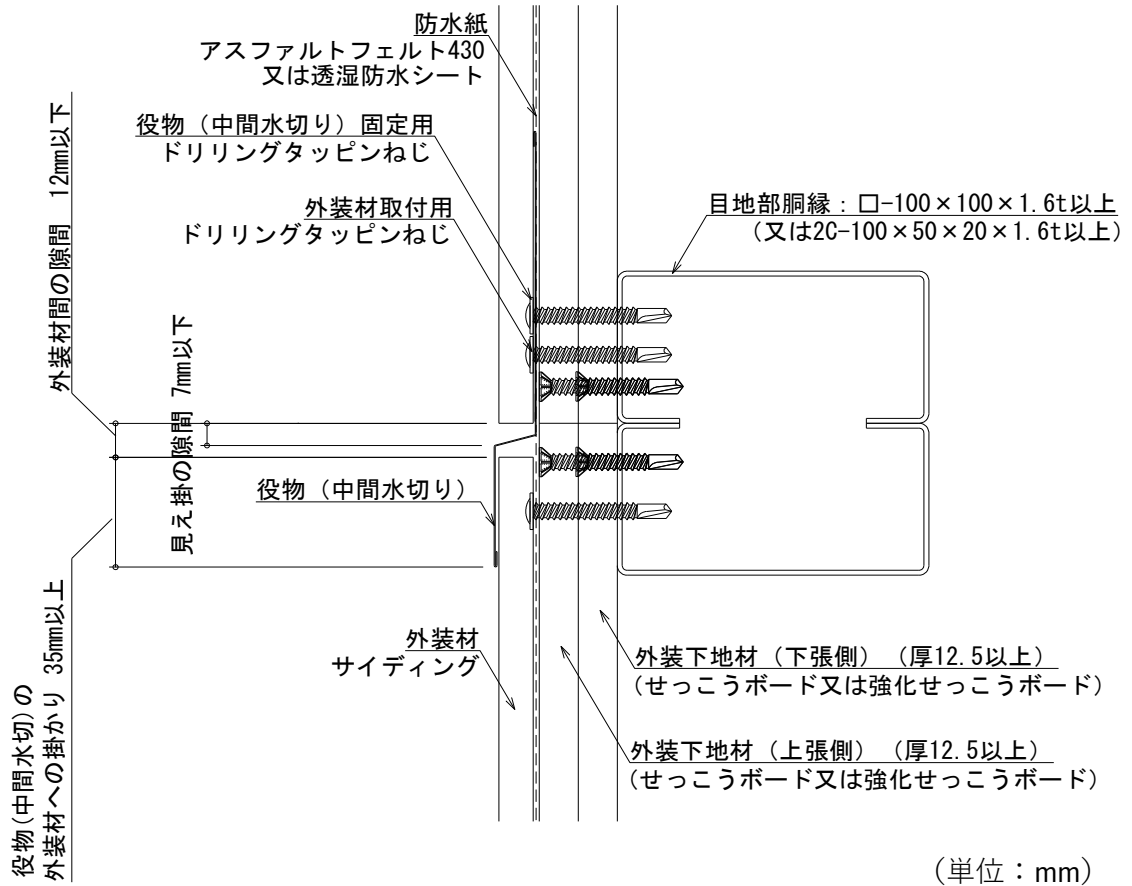 防水紙
アスファルトフェルト430
又は透湿防水シート
役物（中間水切り）固定用
ドリリングタッピンねじ
外装材取付用
ドリリングタッピンねじ
目地部胴縁：□-100×100×1.6t以上
（又は2C-100×50×20×1.6t以上）
外装材間の隙間 12mm以下
見え掛の隙間 7mm以下
役物（中間水切り）
役物(中間水切)の
外装材への掛かり 35mm以上
外装材
サイディング
外装下地材（下張側）（厚12.5以上）
（せっこうボード又は強化せっこうボード）
外装下地材（上張側）（厚12.5以上）
（せっこうボード又は強化せっこうボード）
（単位：mm）